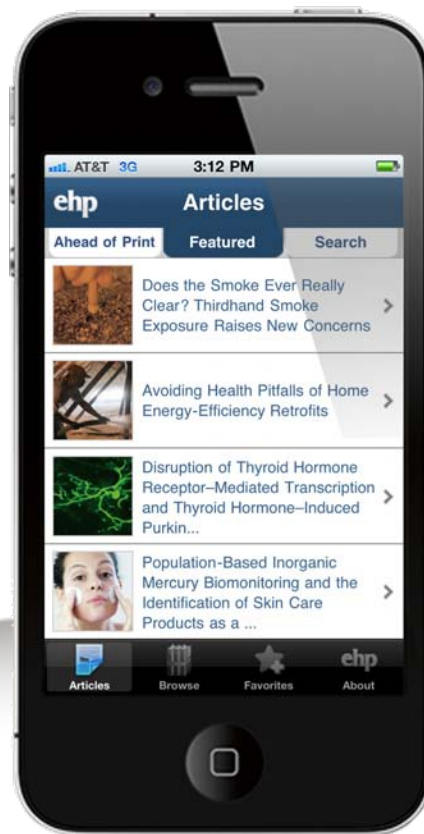 AT&T 3G 3:12 PM
ehp Articles
Ahead of Print Featured Search
Does the Smoke Ever Really
Clear? Thirdhand Smoke
Exposure Raises New Concerns
Avoiding Health Pitfalls of Home
Energy-Efficiency Retrofits
Disruption of Thyroid Hormone
Receptor–Mediated Transcription
and Thyroid Hormone–Induced
Purkin...
Population-Based Inorganic
Mercury Biomonitoring and the
Identification of Skin Care
Products as a ...
ehp
Articles Browse Favorites About